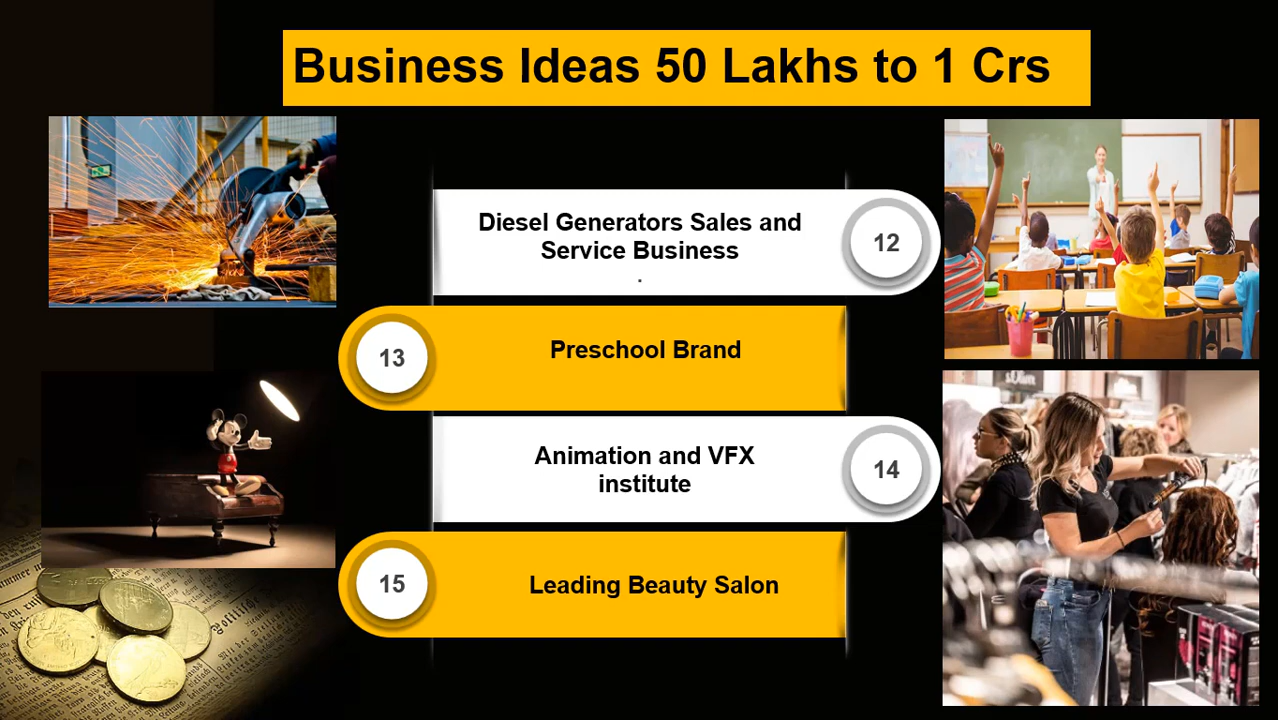 Business Ideas 50 Lakhs to 1 Crs
Diesel Generators Sales and
Service Business
.
12
13
Preschool Brand
Animation and VFX
institute
14
15
Leading Beauty Salon